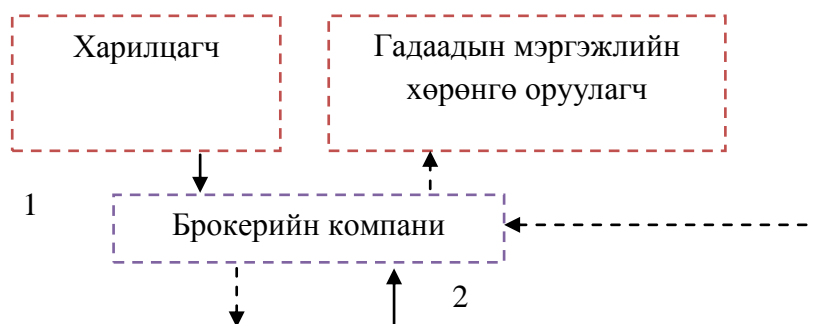 Харилцагч
Гадаадын мэргэжлийн
хөрөнгө оруулагч
1
Брокерийн компани
2